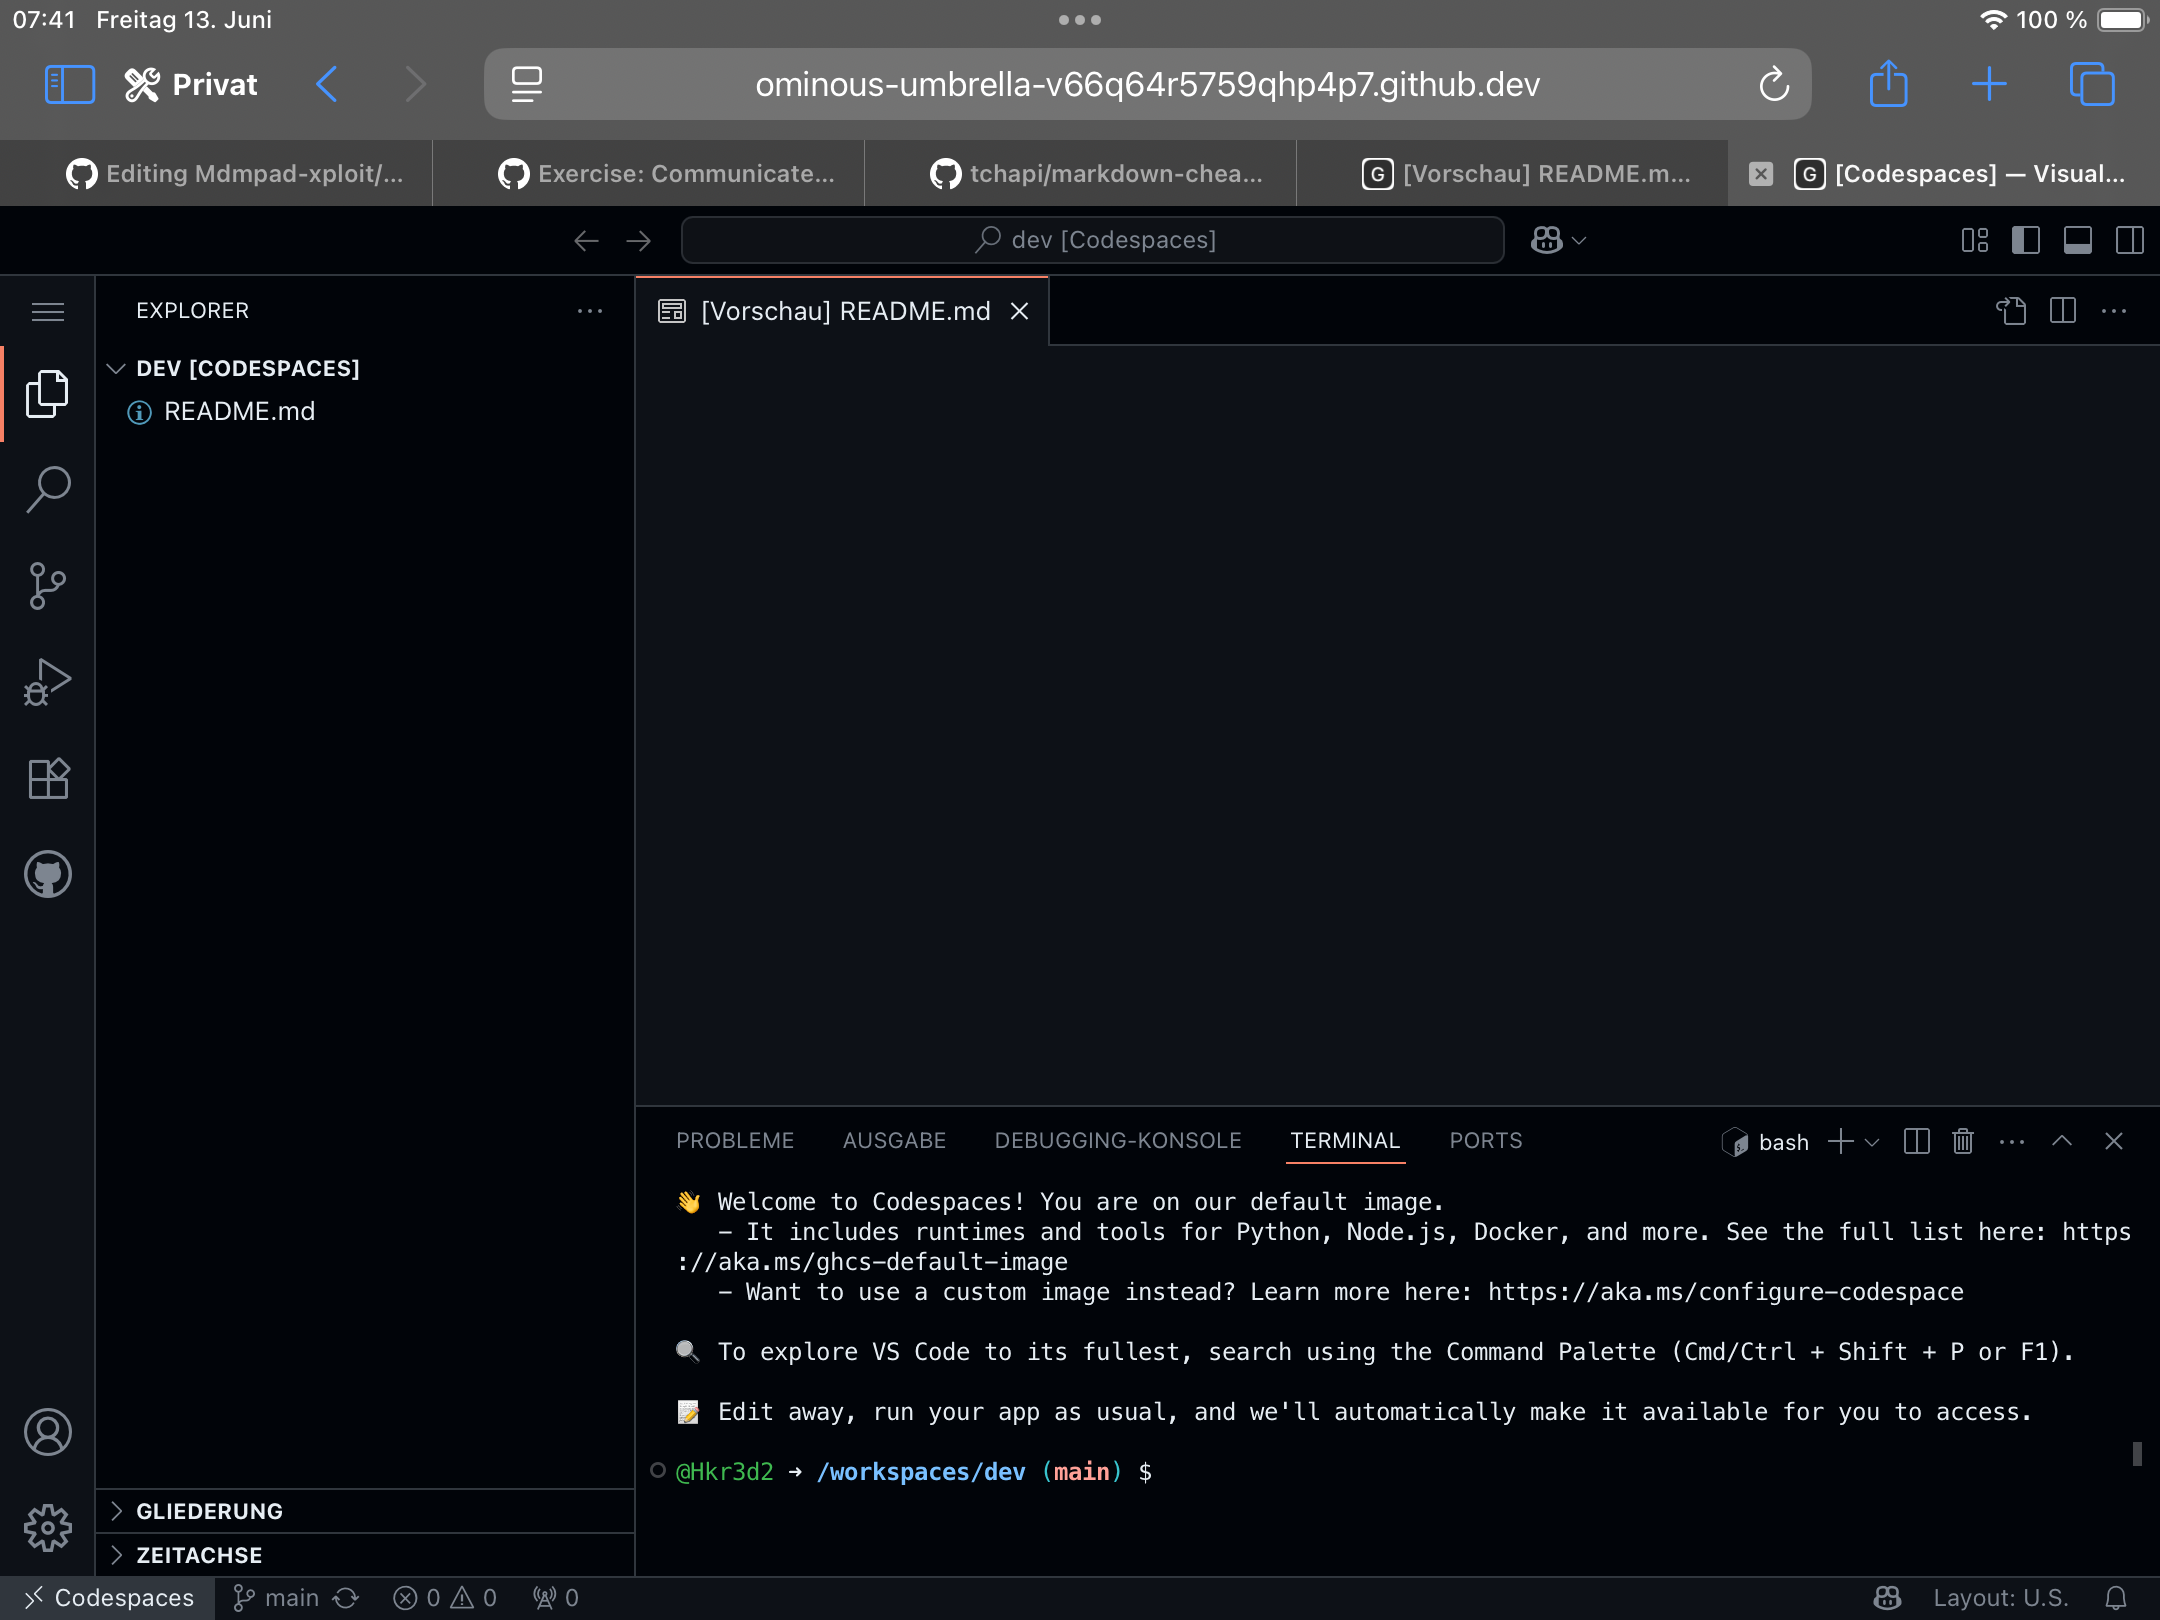 07:41 Freitag 13. Juni
100 %
Privat
ominous-umbrella-v66q64r5759qhp4p7.github.dev
Editing Mdmpad-xploit/...
Exercise: Communicate...
tchapi/markdown-chea...
G [Vorschau] README.m...
G [Codespaces] — Visual...
dev [Codespaces]
EXPLORER
[Vorschau] README.md
DEV [CODESPACES]
README.md
PROBLEME
AUSGABE
DEBUGGING-KONSOLE
TERMINAL
PORTS
bash
👋 Welcome to Codespaces! You are on our default image.
- It includes runtimes and tools for Python, Node.js, Docker, and more. See the full list here: https
://aka.ms/ghcs-default-image
- Want to use a custom image instead? Learn more here: https://aka.ms/configure-codespace
🔍 To explore VS Code to its fullest, search using the Command Palette (Cmd/Ctrl + Shift + P or F1).
📝 Edit away, run your app as usual, and we'll automatically make it available for you to access.
@Hkr3d2 ➜ /workspaces/dev (main) $
GLIEDERUNG
ZEITACHSE
Codespaces
main
0
0
0
Layout: U.S.